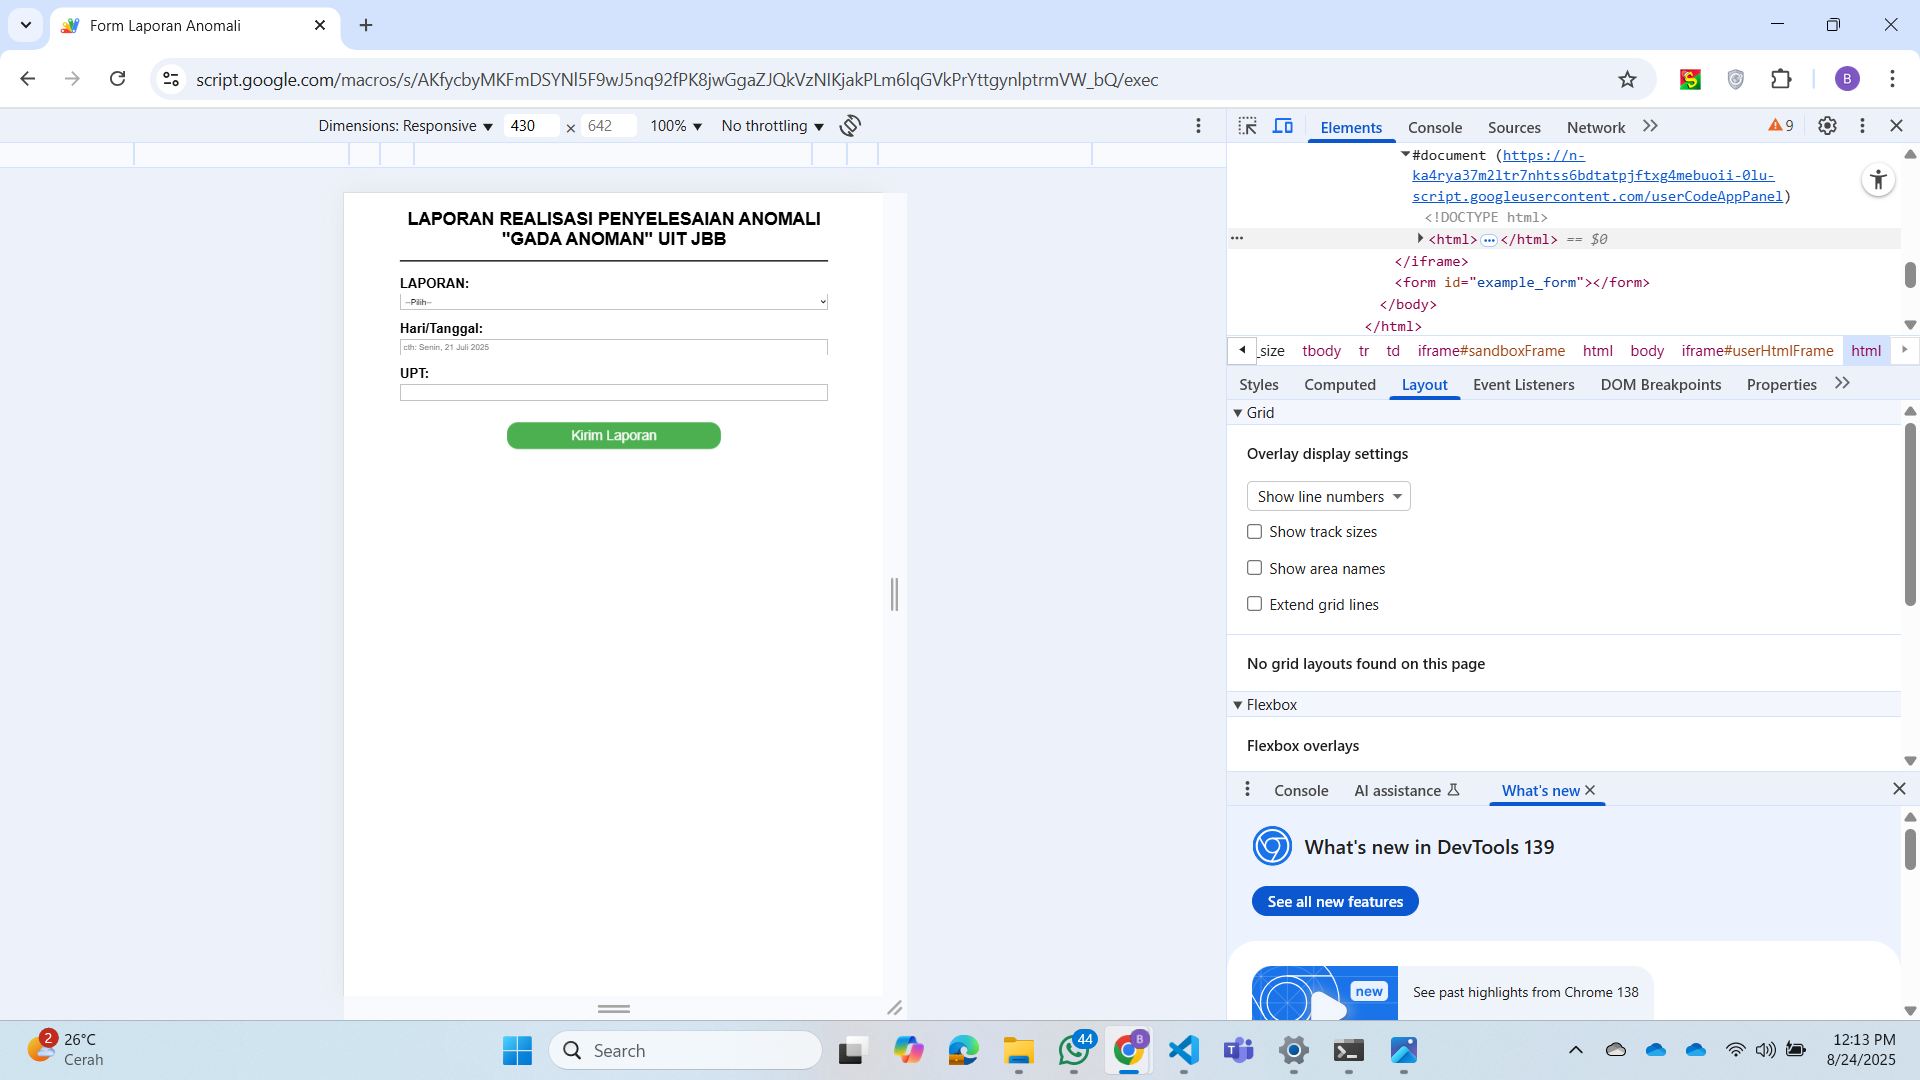 Form Laporan Anomali
script.google.com/macros/s/AKfycbyMKFmDSYNl5F9wJ5nq92fPK8jwGgaZJQkVzNIKjakPLm6lqGVkPrYttgynlptrmVW_bQ/exec
B
Dimensions: Responsive 430 × 642 100% No throttling
Elements Console Sources Network 9
LAPORAN REALISASI PENYELESAIAN ANOMALI
"GADA ANOMAN" UIT JBB
LAPORAN:
--Pilih--
Hari/Tanggal:
cth: Senin, 21 Juli 2025
UPT:
Kirim Laporan
#document (https://n-
ka4rya37m2ltr7nhtss6bdtatpjftxg4mebuoii-0lu-
script.googleusercontent.com/userCodeAppPanel)
<!DOCTYPE html>
<html> … </html> == $0
</iframe>
<form id="example_form"></form>
</body>
</html>
_size tbody tr td iframe#sandboxFrame html body iframe#userHtmlFrame html
Styles Computed Layout Event Listeners DOM Breakpoints Properties
Grid
Overlay display settings
Show line numbers
Show track sizes
Show area names
Extend grid lines
No grid layouts found on this page
Flexbox
Flexbox overlays
Console AI assistance What's new
What's new in DevTools 139
See all new features
new
See past highlights from Chrome 138
2
26°C
Cerah
Search
44
B
12:13 PM
8/24/2025